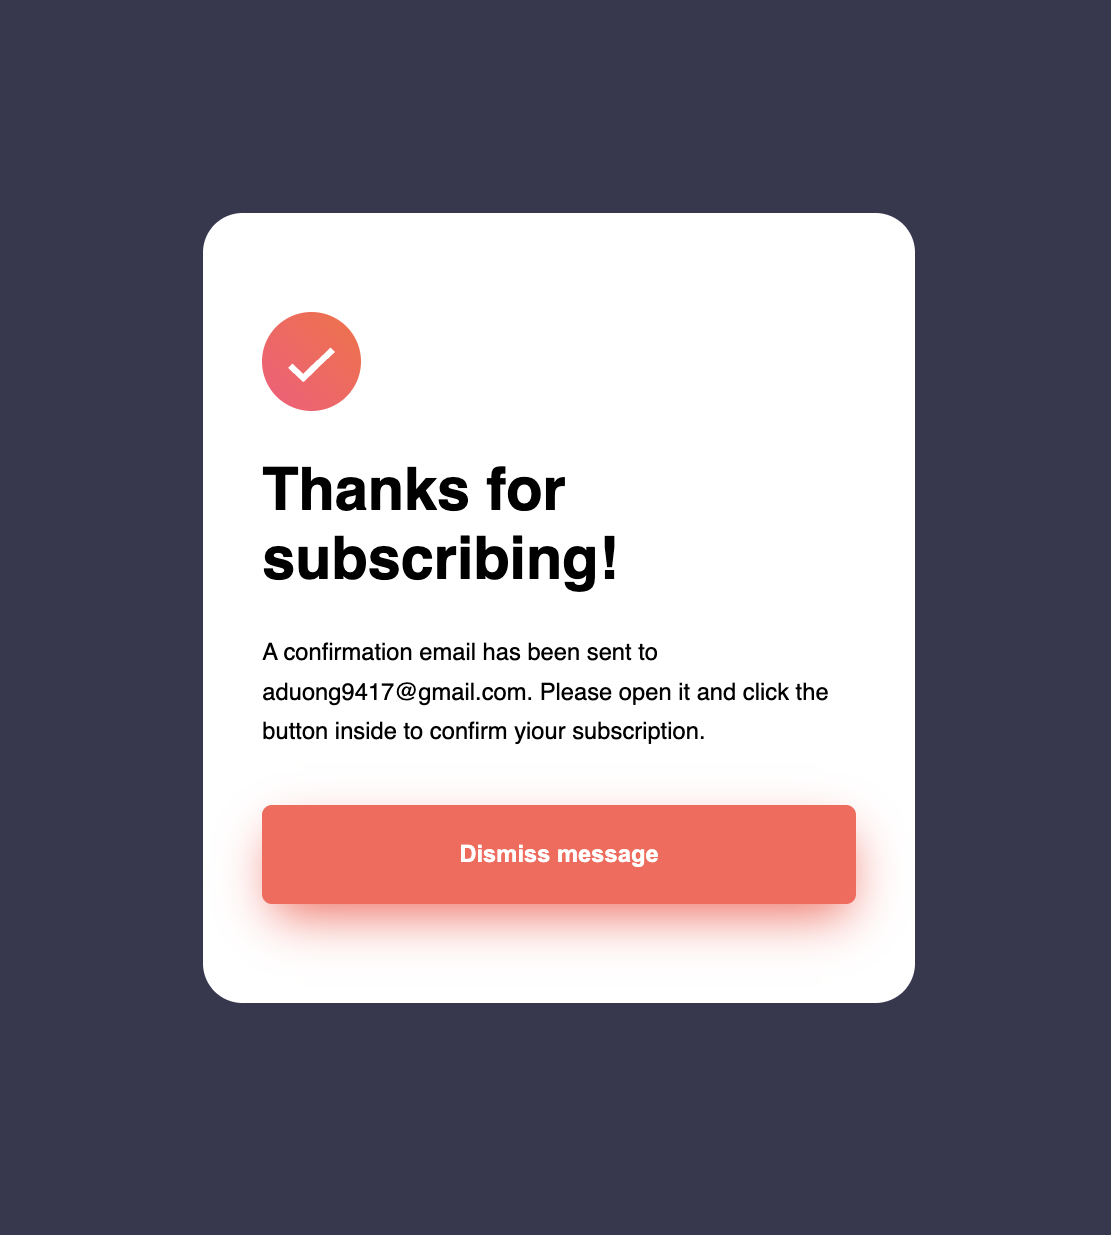 Thanks for
subscribing!
A confirmation email has been sent to
aduong9417@gmail.com. Please open it and click the
button inside to confirm yiour subscription.
Dismiss message